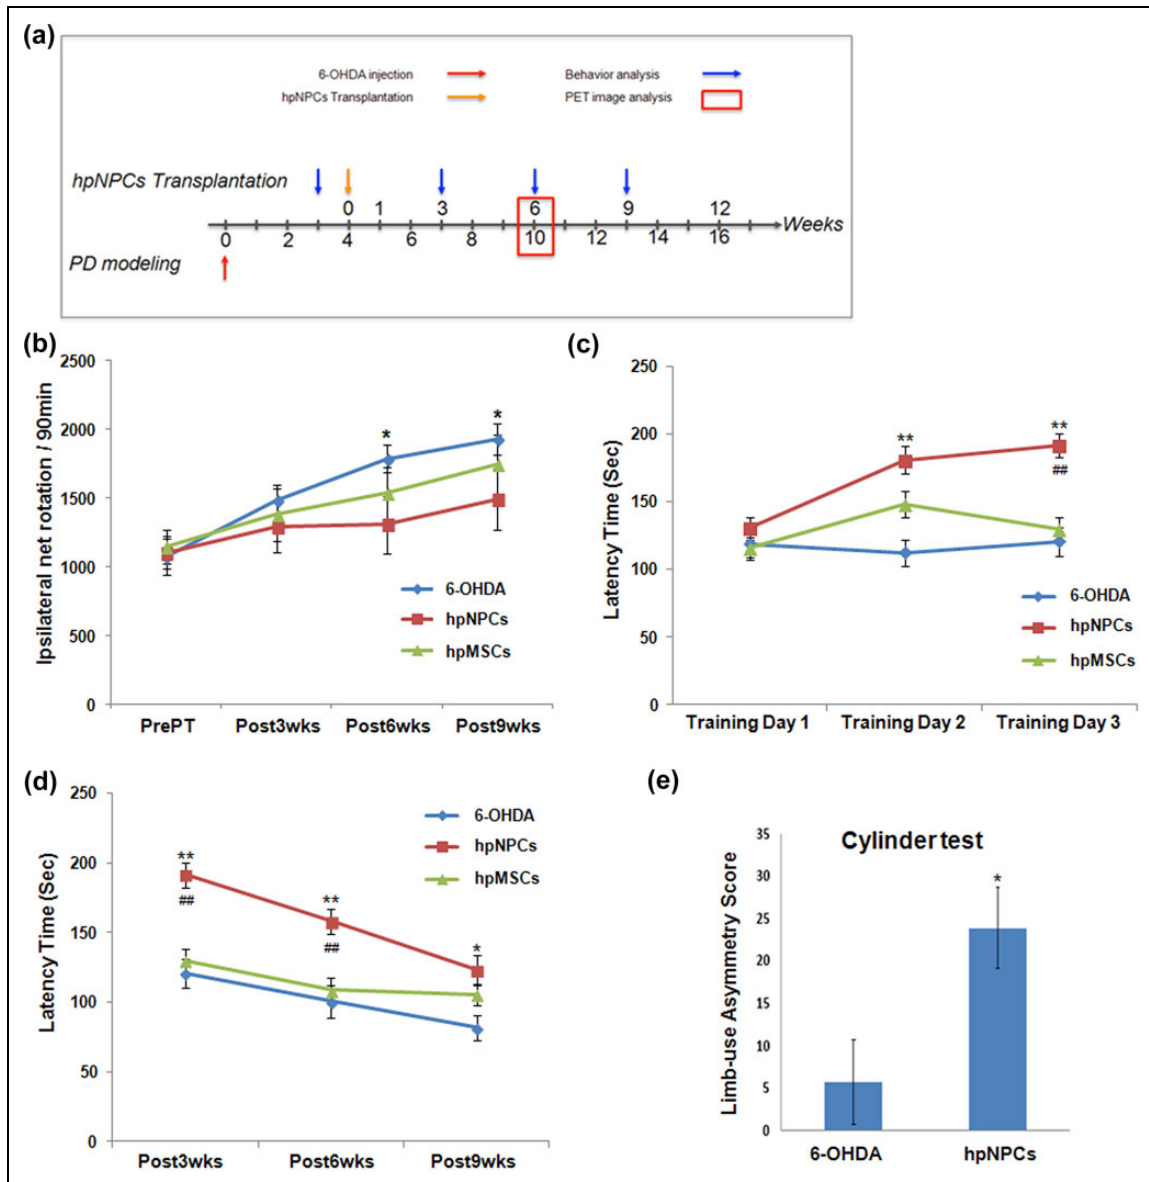 (a)
6-OHDA injection
Behavior analysis
hpNPCs Transplantation
PET image analysis
hpNPCs Transplantation
0 1 3 6 9 12
Weeks
0 2 4 6 8 10 12 14 16
PD modeling
(b)
Ipsilateral net rotation / 90min
2500
2000
1500
1000
500
0
*
*
6-OHDA
hpNPCs
hpMSCs
PrePT Post3wks Post6wks Post9wks
(c)
Latency Time (Sec)
250
200
150
100
50
0
**
**
##
6-OHDA
hpNPCs
hpMSCs
Training Day 1 Training Day 2 Training Day 3
(d)
Latency Time (Sec)
250
200
150
100
50
0
**
##
**
##
*
6-OHDA
hpNPCs
hpMSCs
Post3wks Post6wks Post9wks
(e)
Cylinder test
Limb-use Asymmetry Score
35
30
25
20
15
10
5
0
*
6-OHDA hpNPCs